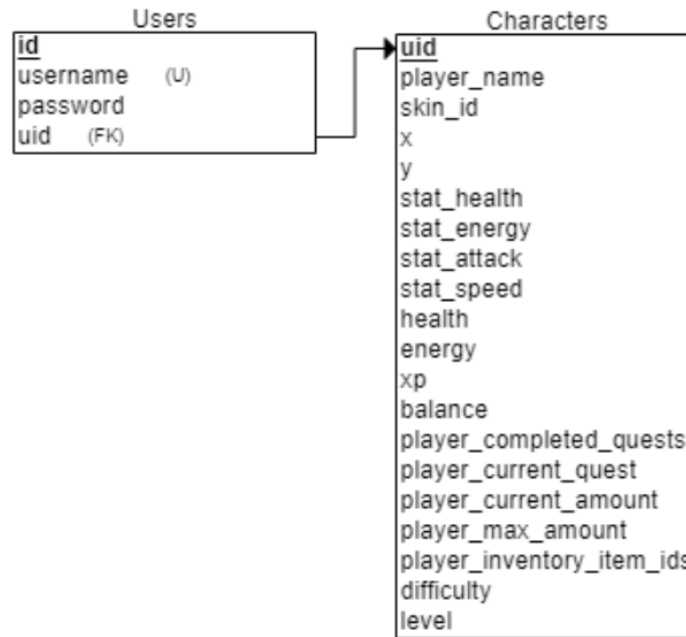 Users
id
username (U)
password
uid (FK)
Characters
uid
player_name
skin_id
x
y
stat_health
stat_energy
stat_attack
stat_speed
health
energy
xp
balance
player_completed_quests
player_current_quest
player_current_amount
player_max_amount
player_inventory_item_ids
difficulty
level